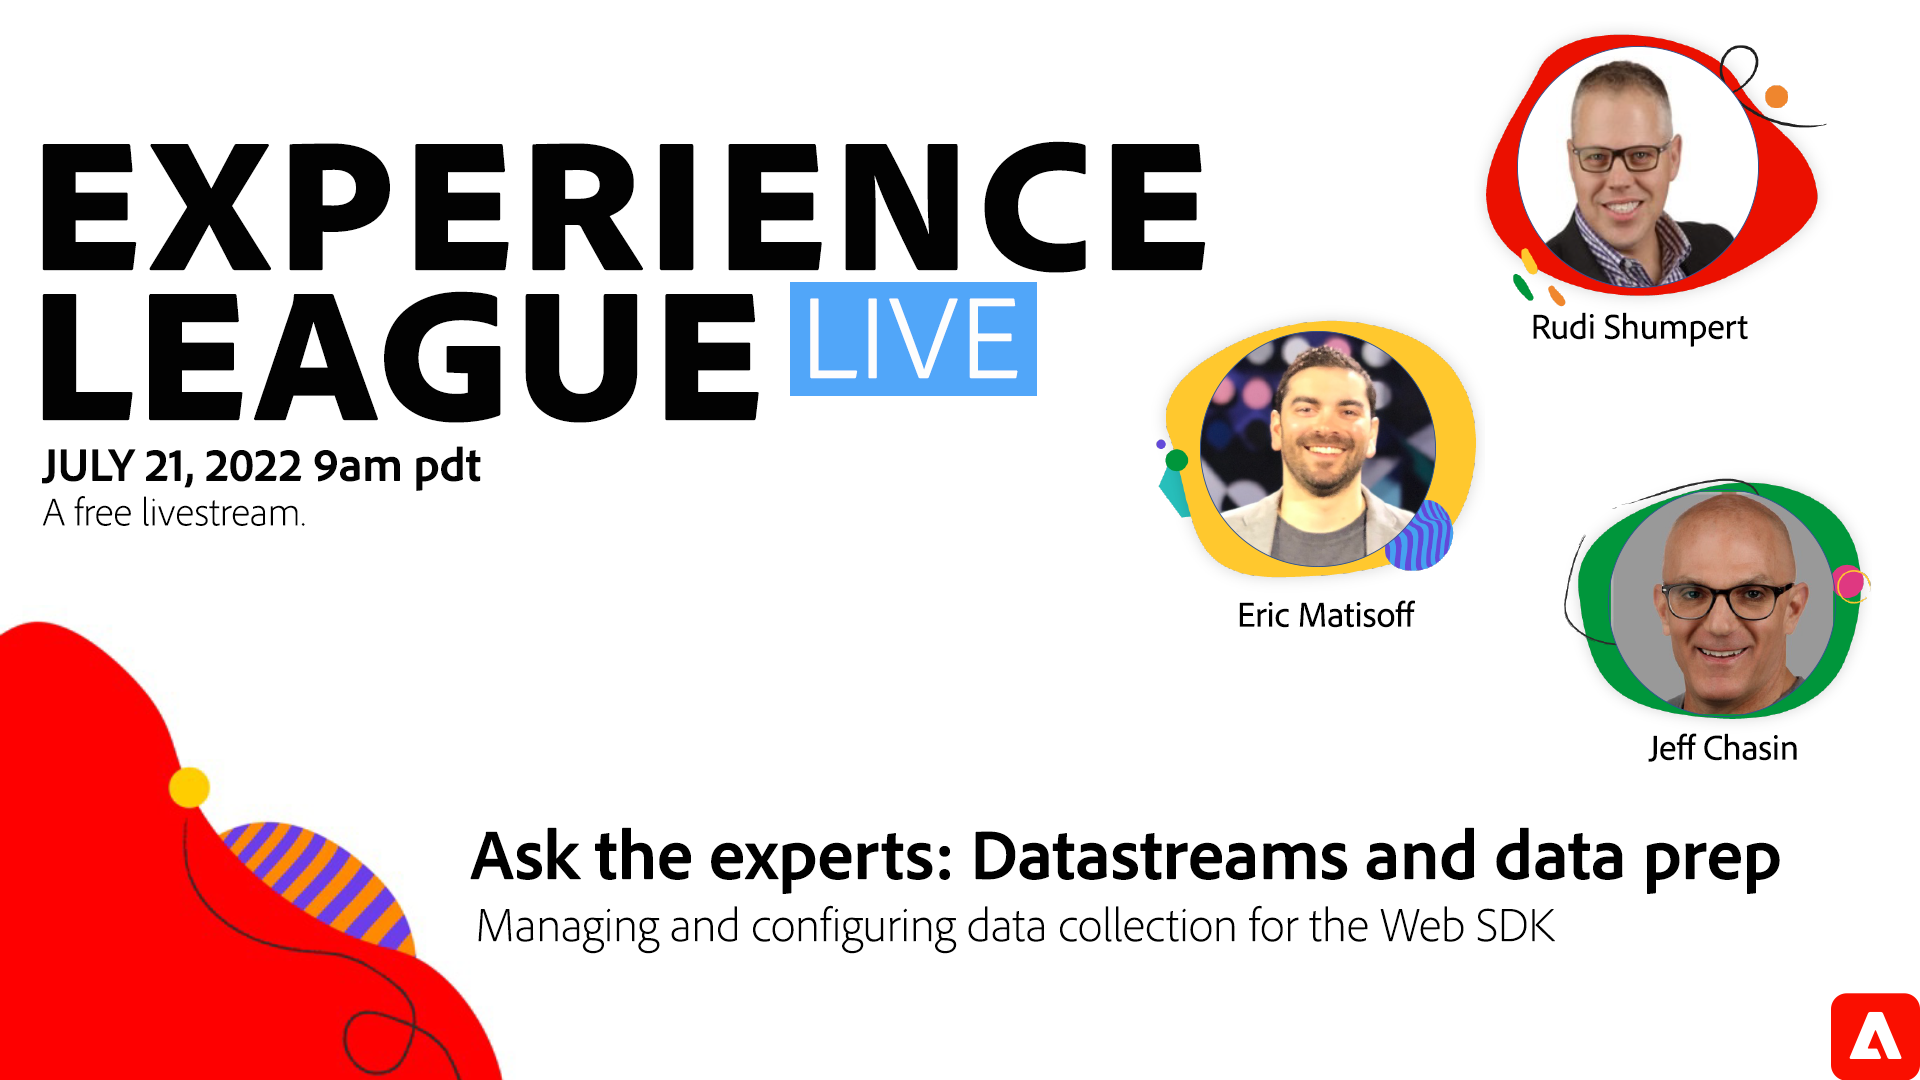 EXPERIENCE
LEAGUE LIVE
JULY 21, 2022 9am pdt
A free livestream.
Rudi Shumpert
Eric Matisoff
Jeff Chasin
Ask the experts: Datastreams and data prep
Managing and configuring data collection for the Web SDK